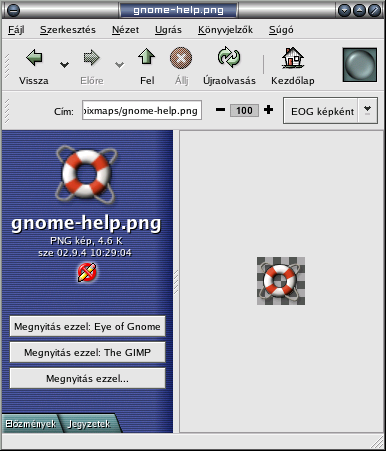 gnome-help.png
Fájl Szerkesztés Nézet Ugrás Könyvjelzők Súgó
Vissza Előre Fel Állj Újraolvasás Kezdőlap
Cím: pixmaps/gnome-help.png 100 EOG képként
gnome-help.png
PNG kép, 4.6 K
sze 02.9.4 10:29:04
Megnyitás ezzel: Eye of Gnome
Megnyitás ezzel: The GIMP
Megnyitás ezzel...
Előzmények Jegyzetek